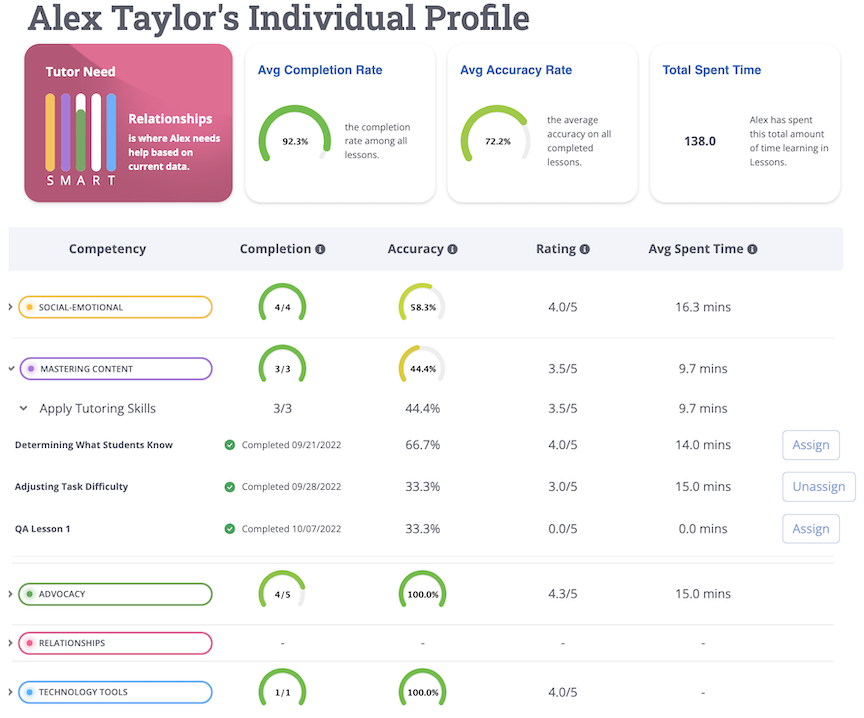 Alex Taylor's Individual Profile
Tutor Need
S M A R T
Relationships
is where Alex needs
help based on
current data.
Avg Completion Rate
92.3%
the completion
rate among all
lessons.
Avg Accuracy Rate
72.2%
the average
accuracy on all
completed
lessons.
Total Spent Time
138.0
Alex has spent
this total amount
of time learning in
Lessons.
Competency Completion Accuracy Rating Avg Spent Time
SOCIAL-EMOTIONAL 4/4 58.3% 4.0/5 16.3 mins
MASTERING CONTENT 3/3 44.4% 3.5/5 9.7 mins
Apply Tutoring Skills 3/3 44.4% 3.5/5 9.7 mins
Determining What Students Know Completed 09/21/2022 66.7% 4.0/5 14.0 mins Assign
Adjusting Task Difficulty Completed 09/28/2022 33.3% 3.0/5 15.0 mins Unassign
QA Lesson 1 Completed 10/07/2022 33.3% 0.0/5 0.0 mins Assign
ADVOCACY 4/5 100.0% 4.3/5 15.0 mins
RELATIONSHIPS - - - -
TECHNOLOGY TOOLS 1/1 100.0% 4.0/5 -